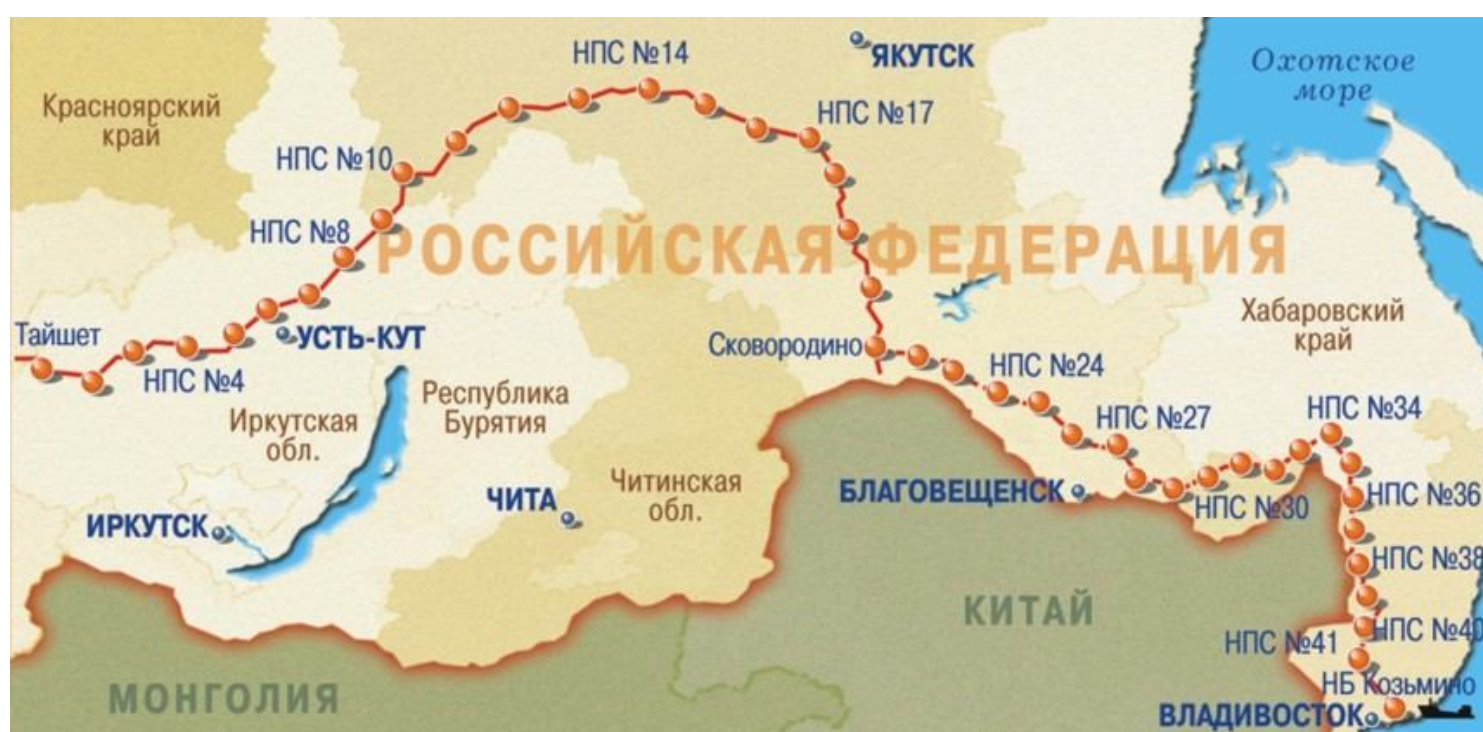 НПС №14
ЯКУТСК
Охотское
море
Красноярский
край
НПС №17
НПС №10
НПС №8
РОССИЙСКАЯ ФЕДЕРАЦИЯ
Тайшет
УСТЬ-КУТ
Сковородино
Хабаровский
край
НПС №4
НПС №24
Республика
Бурятия
Иркутская
обл.
НПС №27
НПС №34
ЧИТА
Читинская
обл.
БЛАГОВЕЩЕНСК
НПС №30
НПС №36
ИРКУТСК
НПС №38
КИТАЙ
НПС №40
НПС №41
МОНГОЛИЯ
НБ Козьмино
ВЛАДИВОСТОК